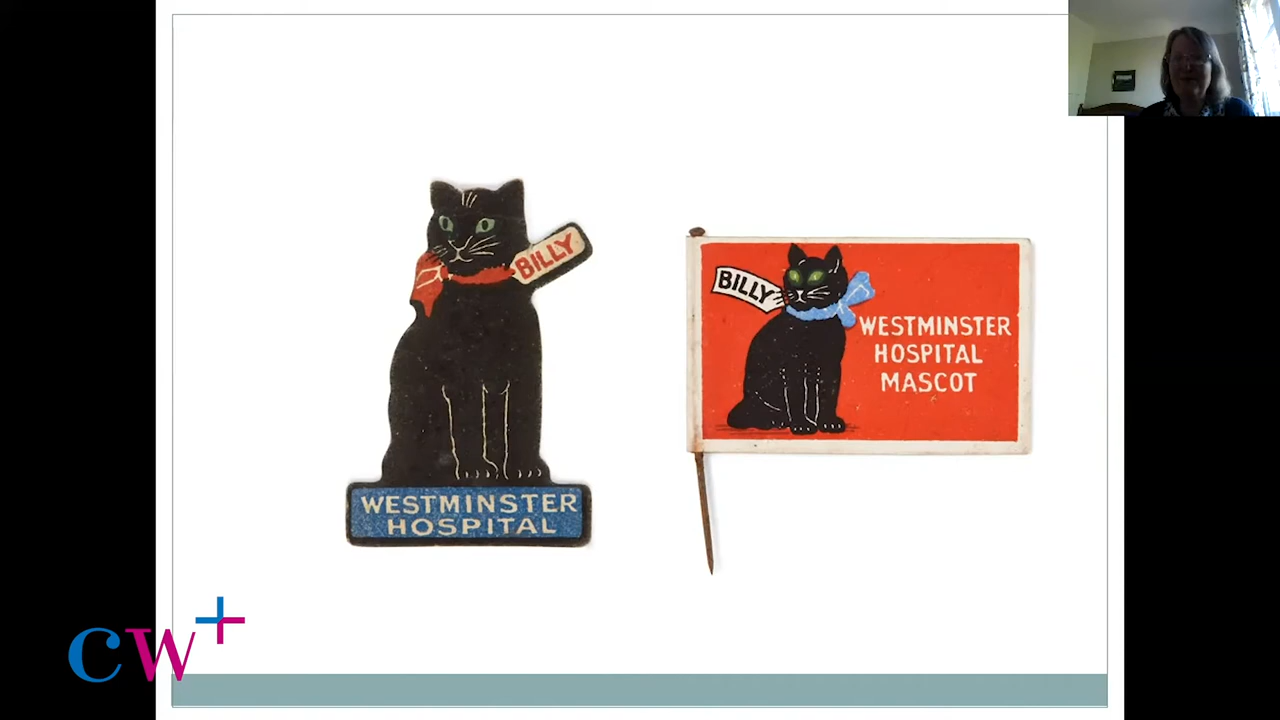 BILLY
WESTMINSTER
HOSPITAL
BILLY
WESTMINSTER
HOSPITAL
MASCOT
cw+